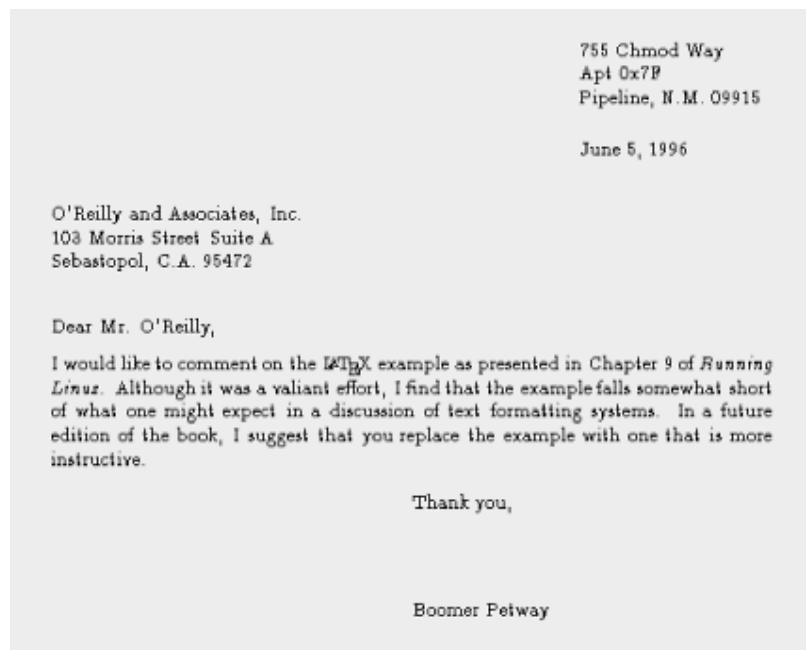 755 Chmod Way
Apt 0x7F
Pipeline, N.M. 09915
June 5, 1996
O'Reilly and Associates, Inc.
103 Morris Street Suite A
Sebastopol, C.A. 95472
Dear Mr. O'Reilly,
I would like to comment on the LATEX example as presented in Chapter 9 of Running
Linux. Although it was a valiant effort, I find that the example falls somewhat short
of what one might expect in a discussion of text formatting systems. In a future
edition of the book, I suggest that you replace the example with one that is more
instructive.
Thank you,
Boomer Petway